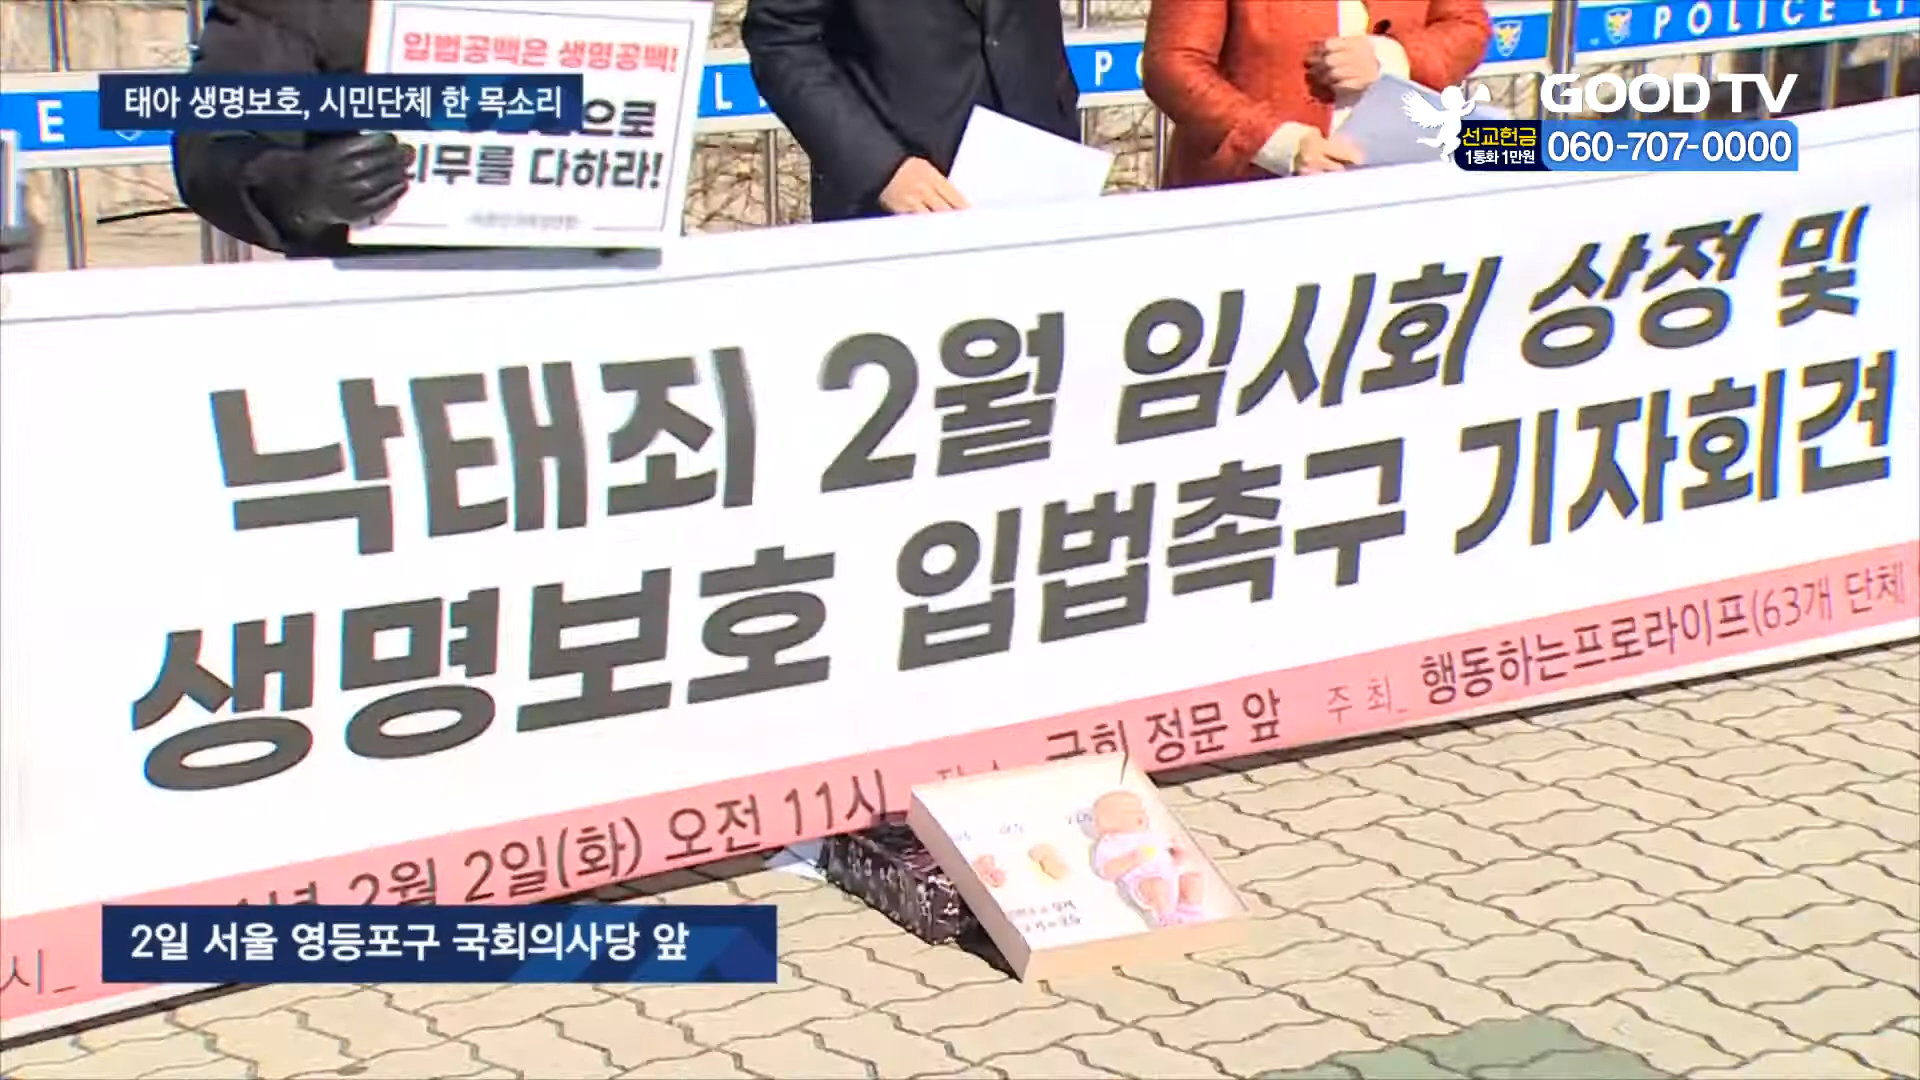 입법공백은 생명공백!
으로
의무를 다하라!
태아 생명보호, 시민단체 한 목소리
POLICE LI
GOOD TV
선교헌금
1통화 1만원
060-707-0000
낙태죄 2월 임시회 상정 및
생명보호 입법촉구 기자회견
2월 2일(화) 오전 11시 국회 정문 앞 주최_ 행동하는프로라이프(63개 단체
2일 서울 영등포구 국회의사당 앞